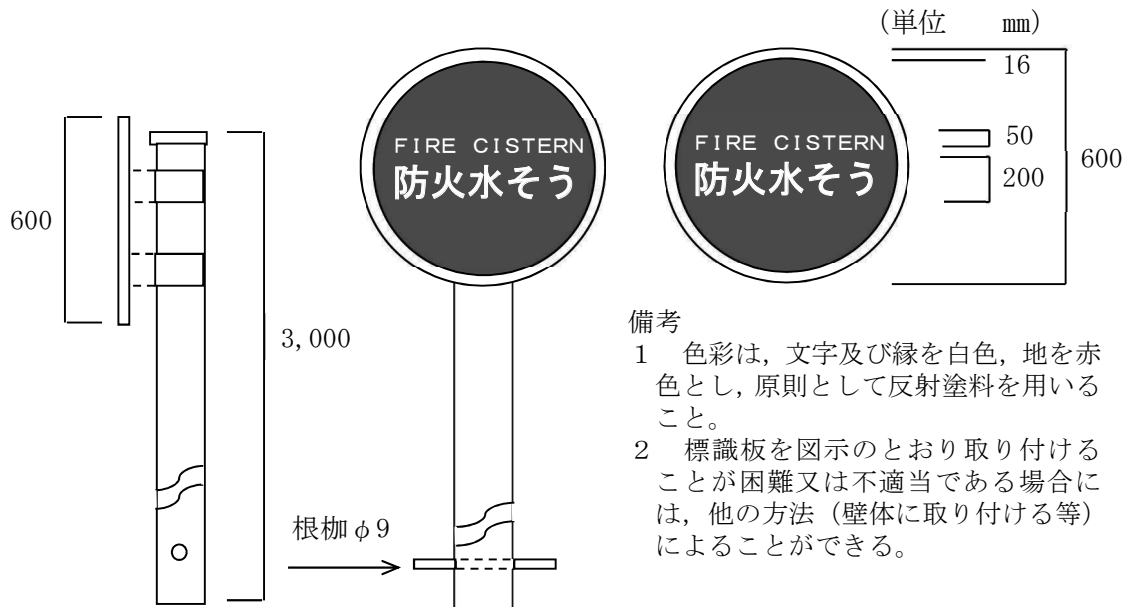 (単位 mm)
16
50
200
600
FIRE CISTERN
防火水そう
FIRE CISTERN
防火水そう
600
3,000
根枷φ9
備考
1 色彩は,文字及び縁を白色,地を赤
色とし,原則として反射塗料を用いる
こと。
2 標識板を図示のとおり取り付ける
ことが困難又は不適当である場合に
は,他の方法(壁体に取り付ける等)
によることができる。